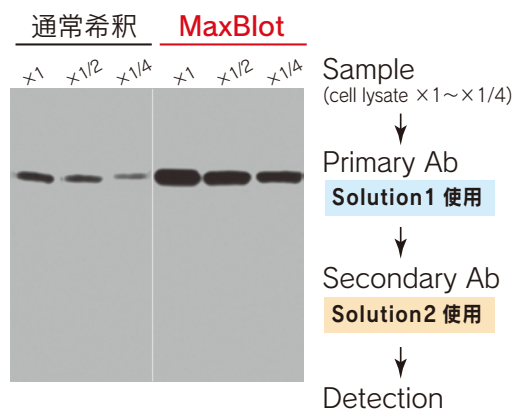 通常希釈 MaxBlot
×1 ×1/2 ×1/4 ×1 ×1/2 ×1/4
Sample
(cell lysate ×1～×1/4)
Primary Ab
Solution1 使用
Secondary Ab
Solution2 使用
Detection